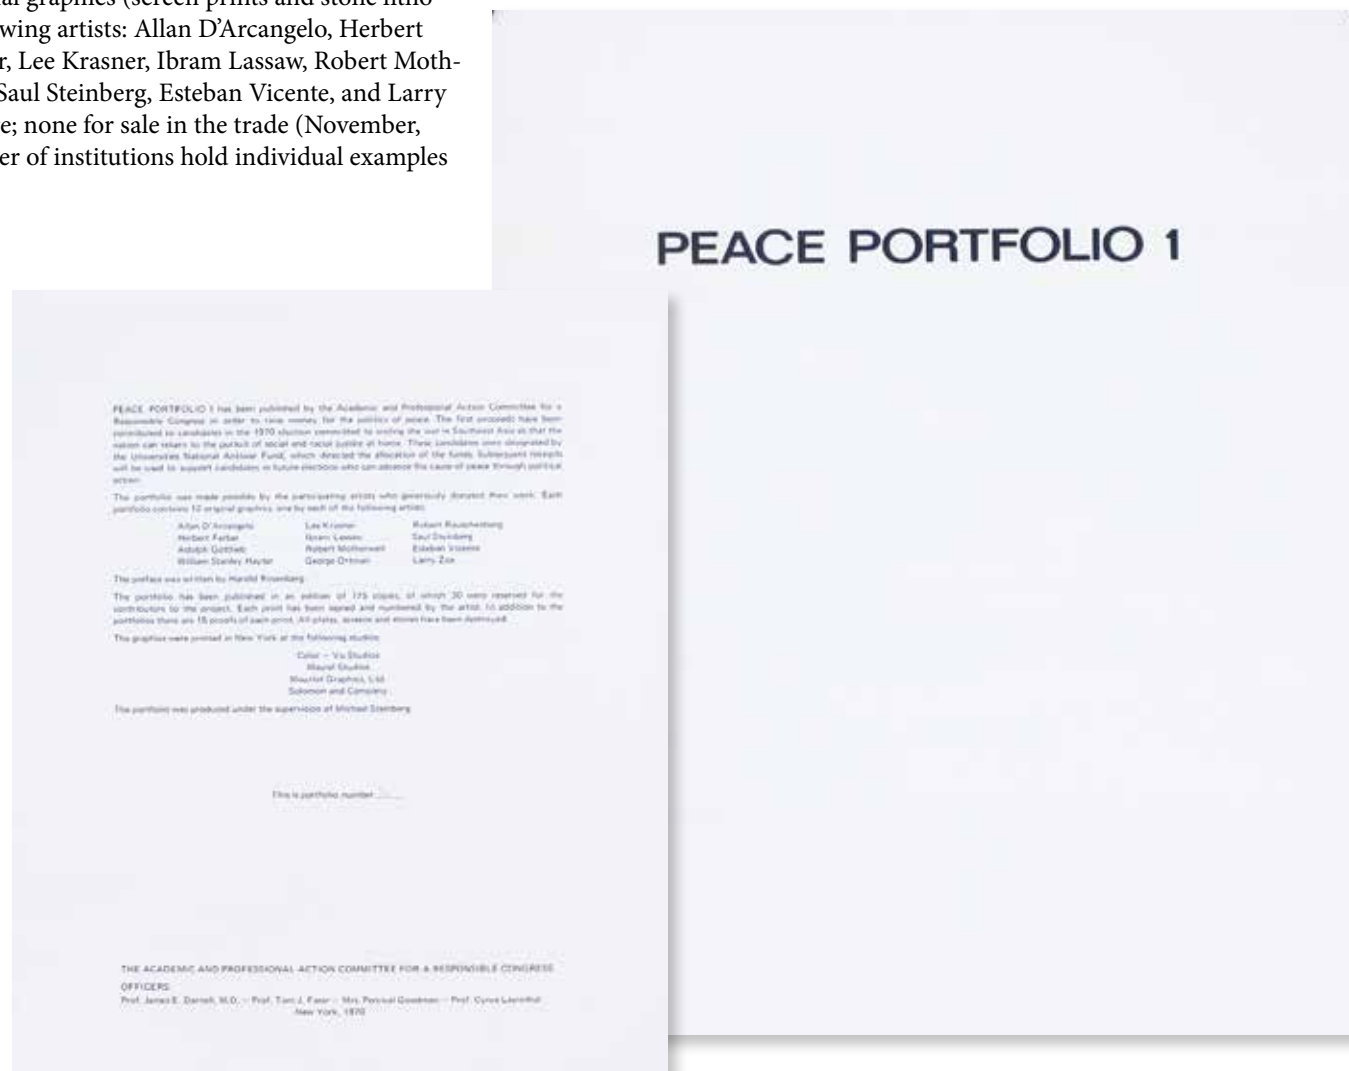 al graphics (screen prints and stone litho
wing artists: Allan D’Arcangelo, Herbert
r, Lee Krasner, Ibram Lassaw, Robert Moth-
Saul Steinberg, Esteban Vicente, and Larry
e; none for sale in the trade (November,
er of institutions hold individual examples
PEACE PORTFOLIO 1
PEACE PORTFOLIO 1 has been published by the Academic and Professional Action Committee for a
Responsible Congress in order to raise money for the politics of peace. The first proceeds have been
contributed to candidates in the 1970 election committed to ending the war in Southeast Asia so that the
nation can return to the pursuit of social and racial justice at home. These candidates were designated by
the Universities National Antiwar Fund, which directed the allocation of the funds. Subsequent receipts
will be used to support candidates in future elections who can advance the cause of peace through political
action.
The portfolio was made possible by the participating artists who generously donated their work. Each
portfolio contains 12 original graphics, one by each of the following artists:
Allan D'Arcangelo Lee Krasner Robert Rauschenberg
Herbert Ferber Ibram Lassaw Saul Steinberg
Adolph Gottlieb Robert Motherwell Esteban Vicente
William Stanley Hayter George Ortman Larry Zox
The preface was written by Harold Rosenberg.
The portfolio has been published in an edition of 175 copies, of which 30 were reserved for the
contributors to the project. Each print has been signed and numbered by the artist. In addition to the
portfolios there are 18 proofs of each print. All plates, screens and stones have been destroyed.
The graphics were printed in New York at the following studios:
Color – Vu Studios
Maurel Studios
Mourlot Graphics, Ltd.
Solomon and Company
The portfolio was produced under the supervision of Michael Steinberg.
This is portfolio number
THE ACADEMIC AND PROFESSIONAL ACTION COMMITTEE FOR A RESPONSIBLE CONGRESS
OFFICERS:
Prof. James E. Darnell, M.D. – Prof. Tom J. Farer – Mrs. Percival Goodman – Prof. Cyrus Levinthal
New York, 1970